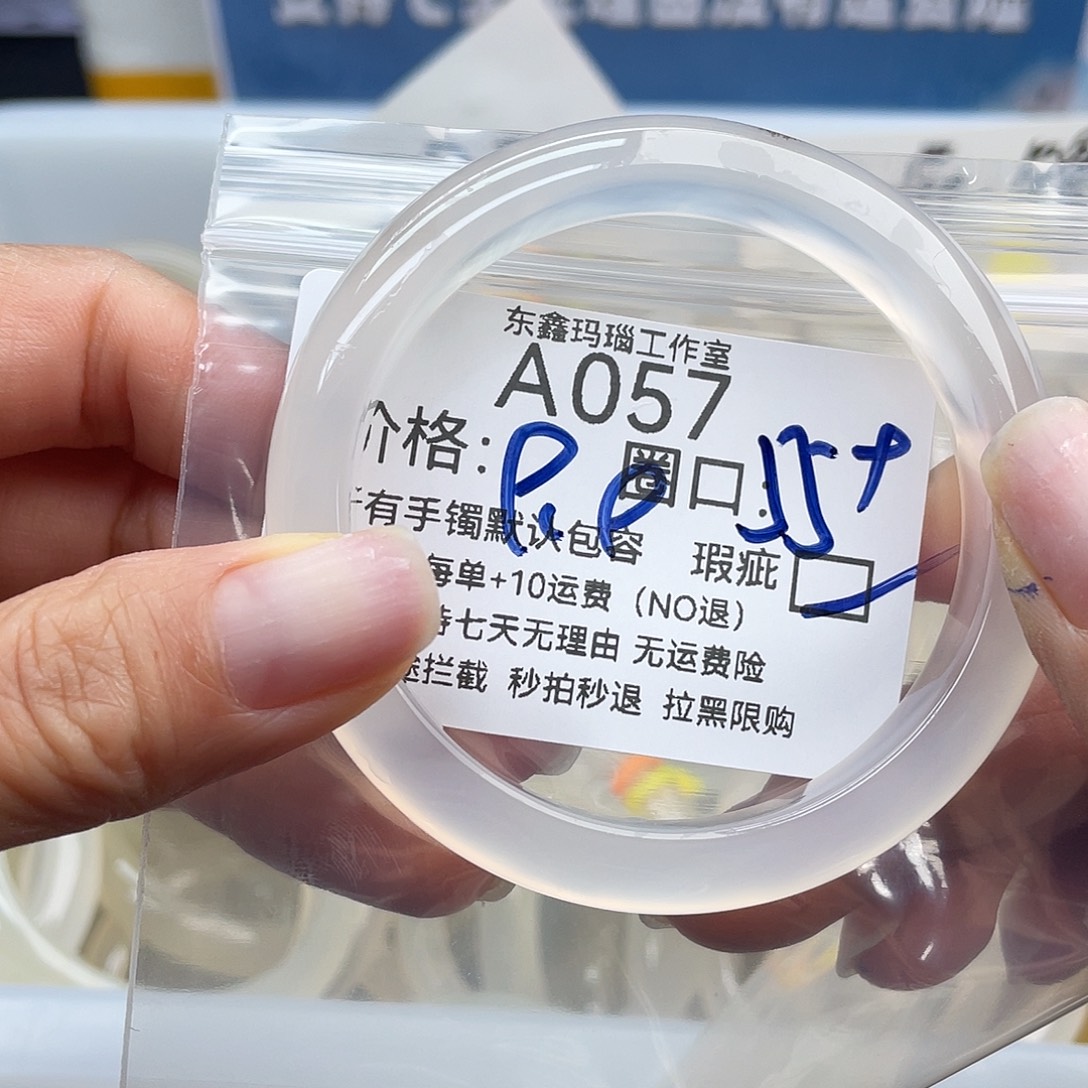 东鑫玛瑙工作室
A057
价格： 圈口： 55+
有手镯默认包容 瑕疵
每单+10运费（NO退）
持七天无理由 无运费险
拦截 秒拍秒退 拉黑限购